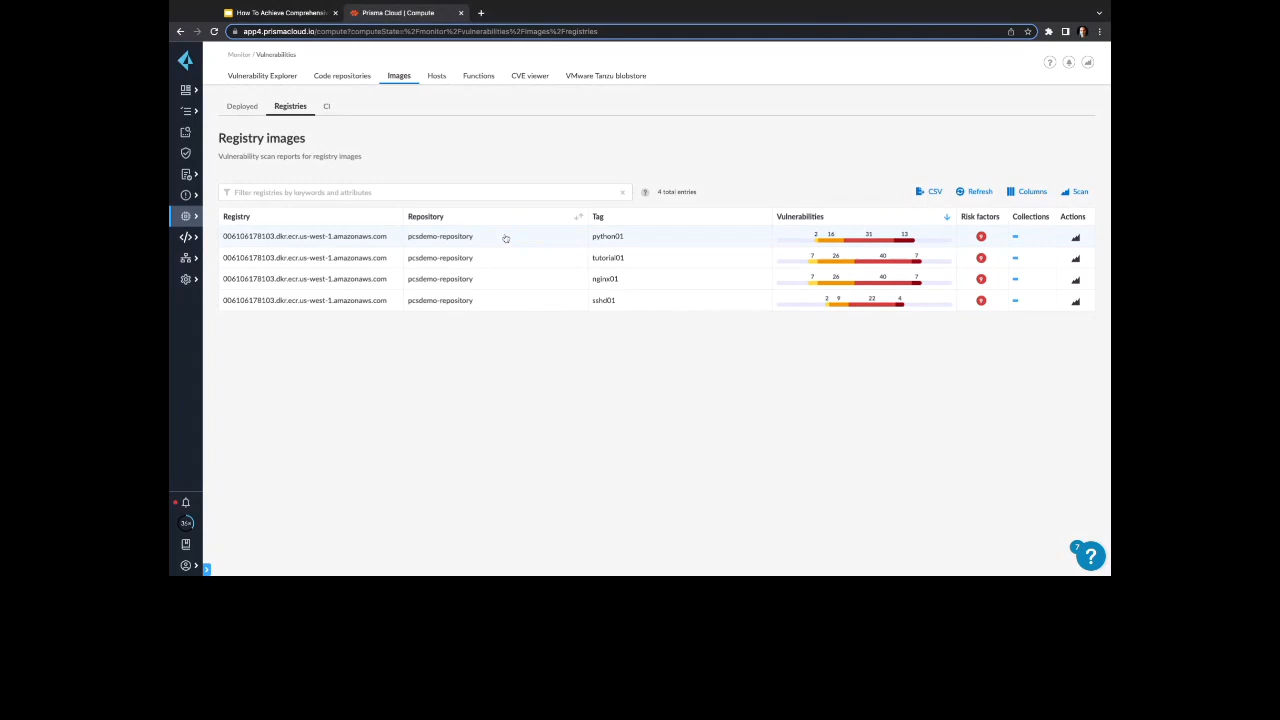 How To Achieve Comprehensi
Prisma Cloud | Compute
app4.prismacloud.io/compute?computeState=%2Fmonitor%2Fvulnerabilities%2Fimages%2Fregistries
Monitor / Vulnerabilities
Vulnerability Explorer Code repositories Images Hosts Functions CVE viewer VMware Tanzu blobstore
Deployed Registries CI
Registry images
Vulnerability scan reports for registry images
Filter registries by keywords and attributes
4 total entries
CSV Refresh Columns Scan
Registry Repository Tag Vulnerabilities Risk factors Collections Actions
006106178103.dkr.ecr.us-west-1.amazonaws.com pcsdemo-repository python01 2 16 31 13 9
006106178103.dkr.ecr.us-west-1.amazonaws.com pcsdemo-repository tutorial01 7 26 40 7 9
006106178103.dkr.ecr.us-west-1.amazonaws.com pcsdemo-repository nginx01 7 26 40 7 9
006106178103.dkr.ecr.us-west-1.amazonaws.com pcsdemo-repository sshd01 2 9 22 4 9
7
?